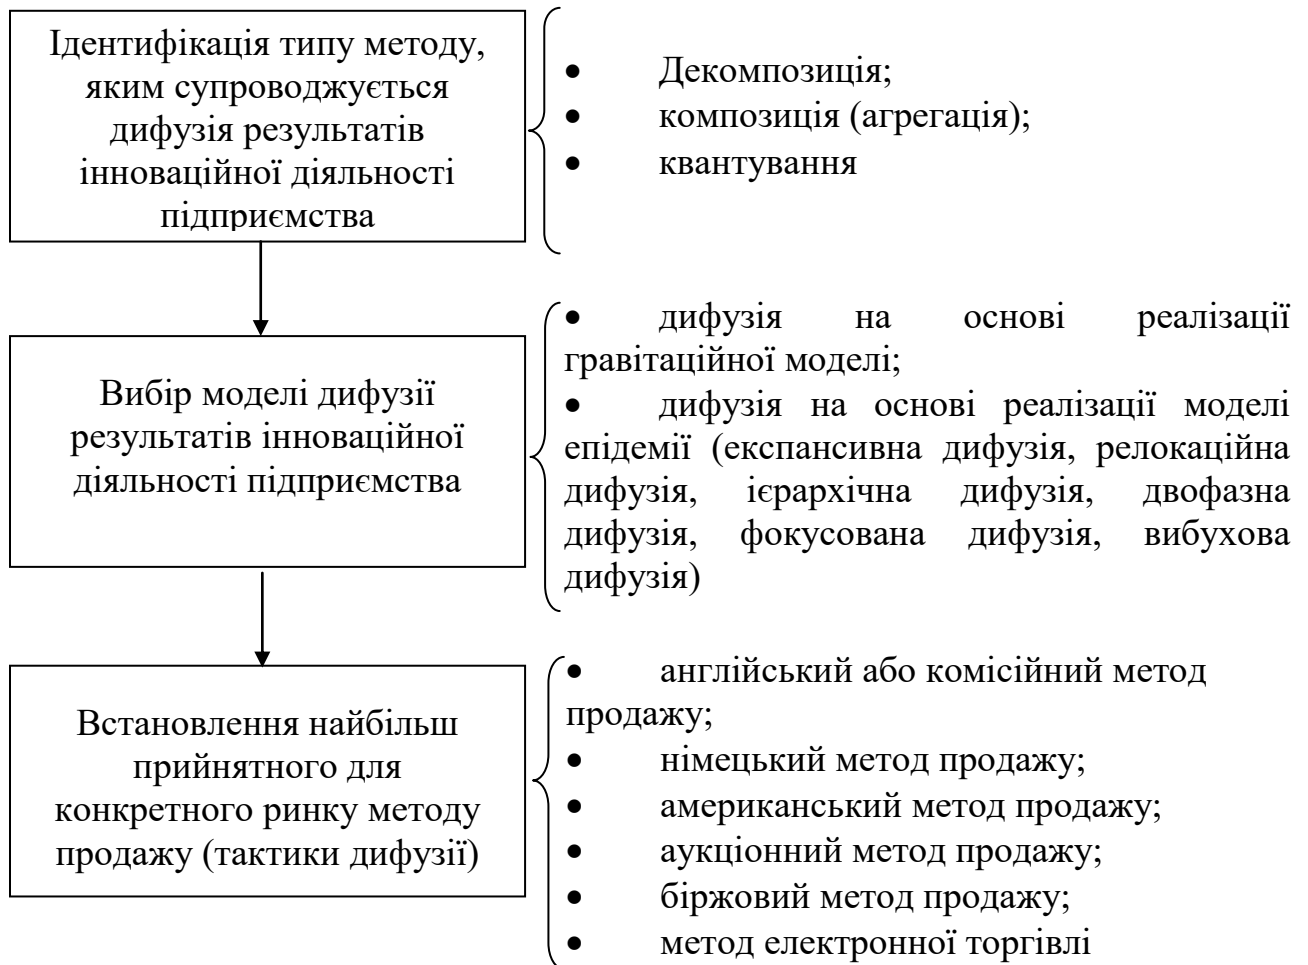 Ідентифікація типу методу,
яким супроводжується
дифузія результатів
інноваційної діяльності
підприємства
• Декомпозиція;
• композиція (агрегація);
• квантування
Вибір моделі дифузії
результатів інноваційної
діяльності підприємства
• дифузія на основі реалізації
гравітаційної моделі;
• дифузія на основі реалізації моделі
епідемії (експансивна дифузія, релокаційна
дифузія, ієрархічна дифузія, двофазна
дифузія, фокусована дифузія, вибухова
дифузія)
Встановлення найбільш
прийнятного для
конкретного ринку методу
продажу (тактики дифузії)
• англійський або комісійний метод
продажу;
• німецький метод продажу;
• американський метод продажу;
• аукціонний метод продажу;
• біржовий метод продажу;
• метод електронної торгівлі